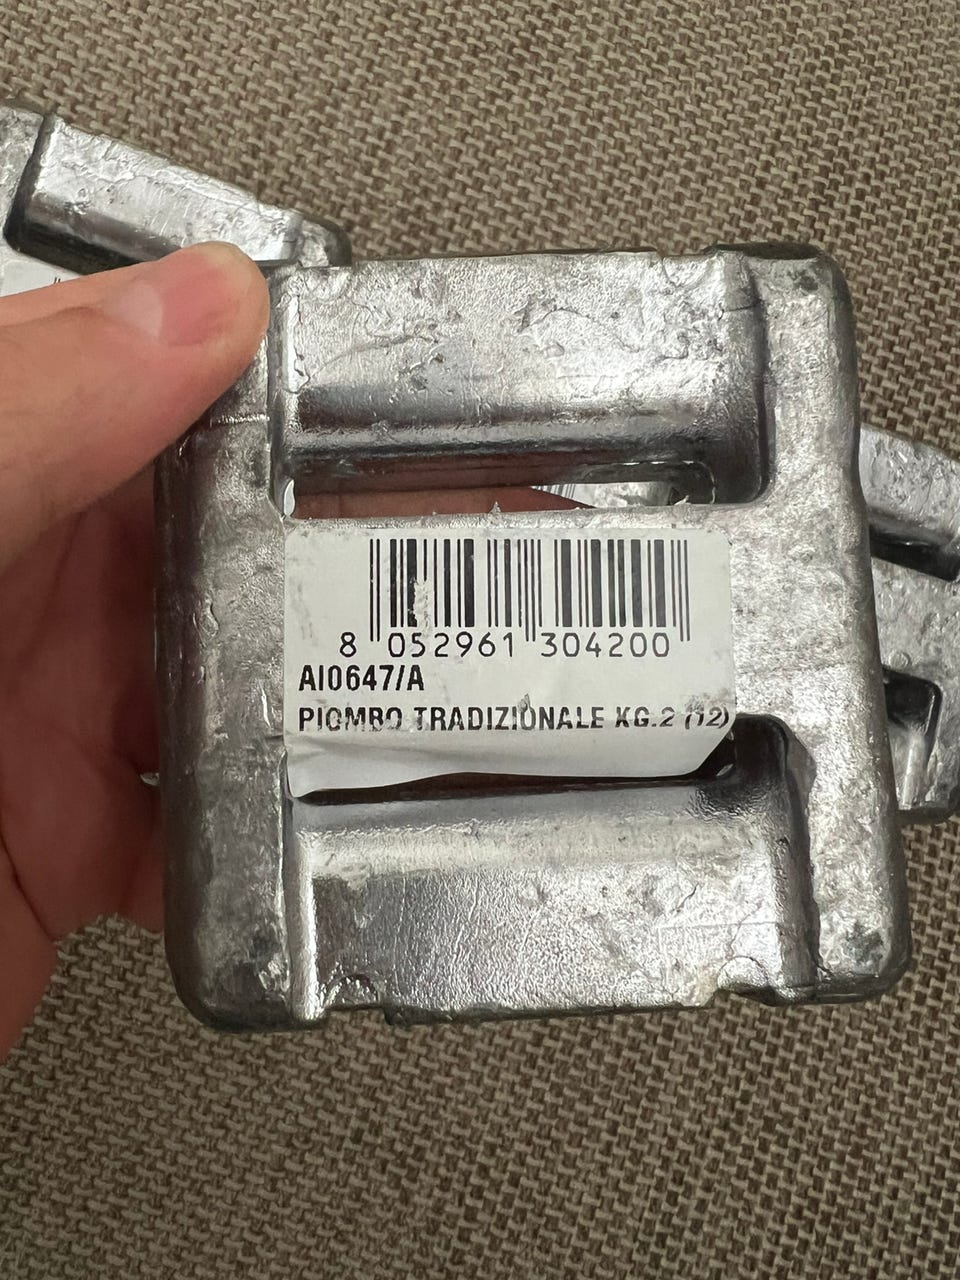 8 052961 304200
AI0647/A
PIOMBO TRADIZIONALE KG.2 (12)